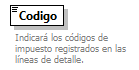 Codigo
Indicará los códigos de
impuesto registrados en las
líneas de detalle.